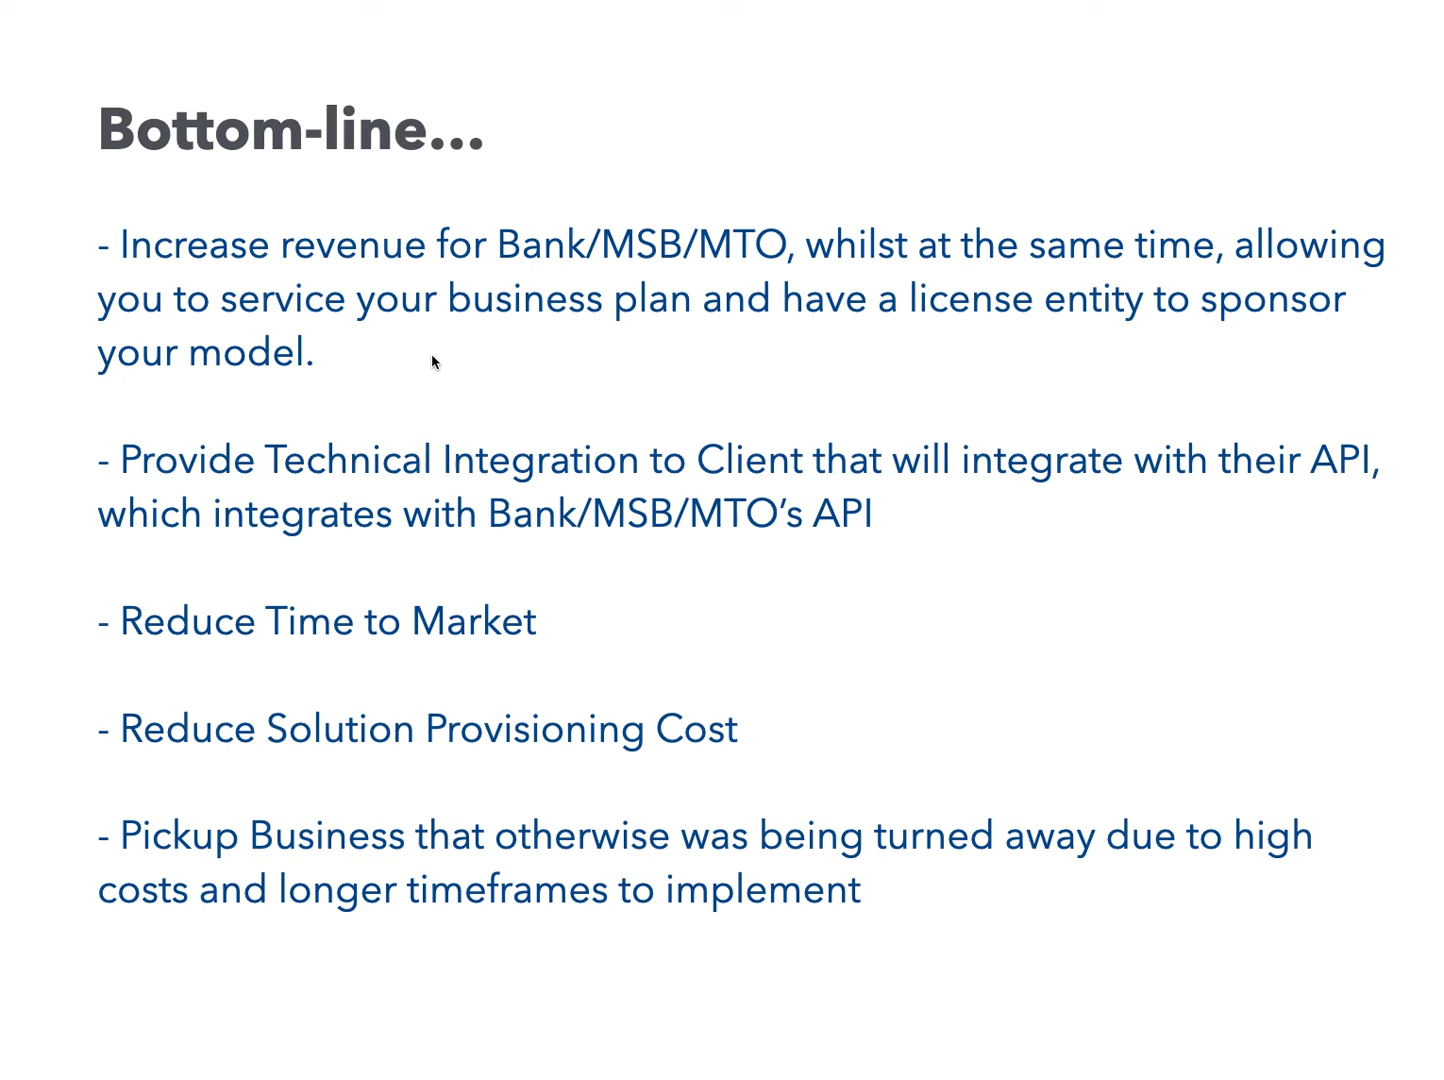 Bottom-line...
- Increase revenue for Bank/MSB/MTO, whilst at the same time, allowing
you to service your business plan and have a license entity to sponsor
your model.
- Provide Technical Integration to Client that will integrate with their API,
which integrates with Bank/MSB/MTO’s API
- Reduce Time to Market
- Reduce Solution Provisioning Cost
- Pickup Business that otherwise was being turned away due to high
costs and longer timeframes to implement